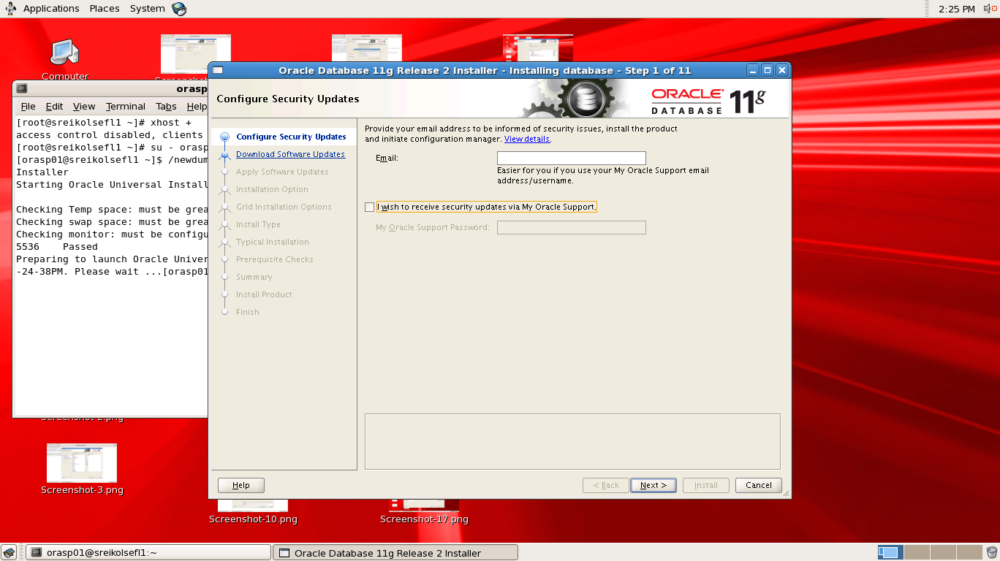 Applications Places System
2:25 PM
Computer
Oracle Database 11g Release 2 Installer - Installing database - Step 1 of 11
orasp
File Edit View Terminal Tabs Help
[root@sreikolsefl1 ~]# xhost +
access control disabled, clients
[root@sreikolsefl1 ~]# su - orasp
[orasp01@sreikolsefl1 ~]$ /newdum
Installer
Starting Oracle Universal Install
Checking Temp space: must be grea
Checking swap space: must be grea
Checking monitor: must be configu
5536    Passed
Preparing to launch Oracle Univer
-24-38PM. Please wait ...[orasp01
Configure Security Updates
ORACLE
DATABASE
11g
Configure Security Updates
Download Software Updates
Apply Software Updates
Installation Option
Grid Installation Options
Install Type
Typical Installation
Prerequisite Checks
Summary
Install Product
Finish
Provide your email address to be informed of security issues, install the product
and initiate configuration manager. View details.
Email:
Easier for you if you use your My Oracle Support email
address/username.
I wish to receive security updates via My Oracle Support.
My Oracle Support Password:
Help
< Back
Next >
Install
Cancel
Screenshot-2.png
Screenshot-3.png
Screenshot-10.png
Screenshot-17.png
orasp01@sreikolsefl1:~
Oracle Database 11g Release 2 Installer